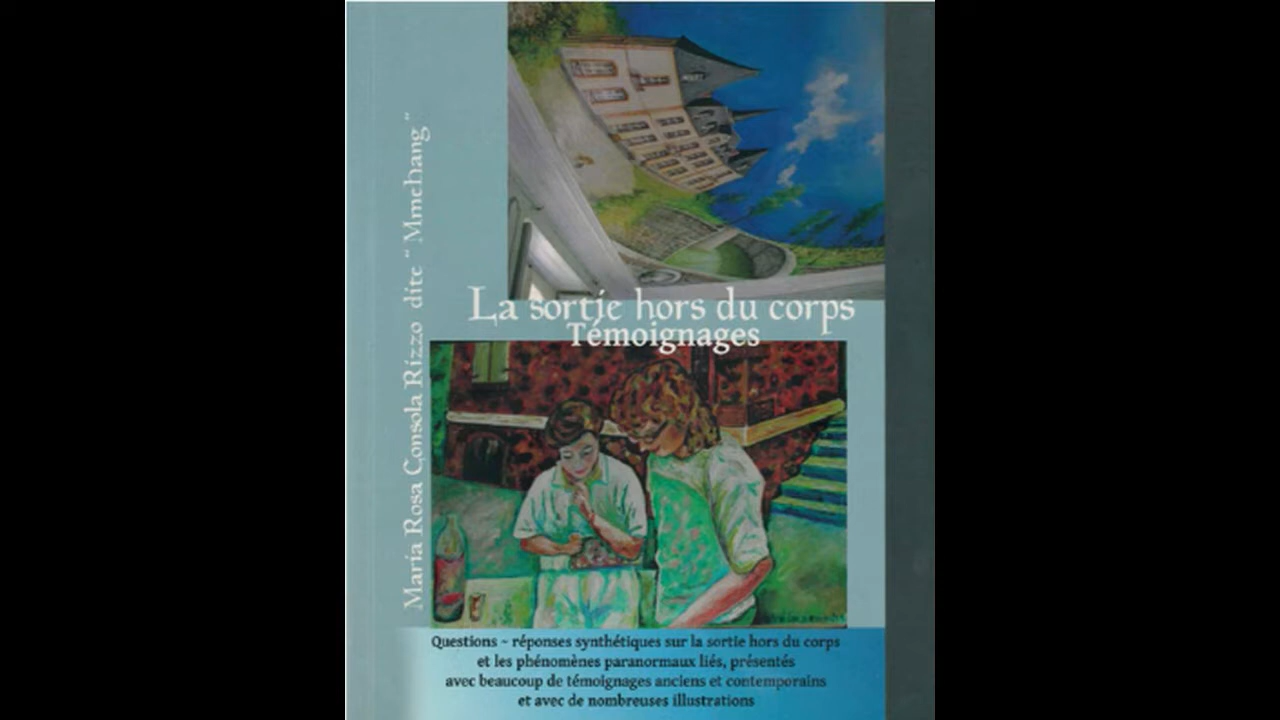 Maria Rosa Consola Rizzo dite " Mmchang "
La sortie hors du corps
Témoignages
Questions ~ réponses synthétiques sur la sortie hors du corps
et les phénomènes paranormaux liés, présentés
avec beaucoup de témoignages anciens et contemporains
et avec de nombreuses illustrations